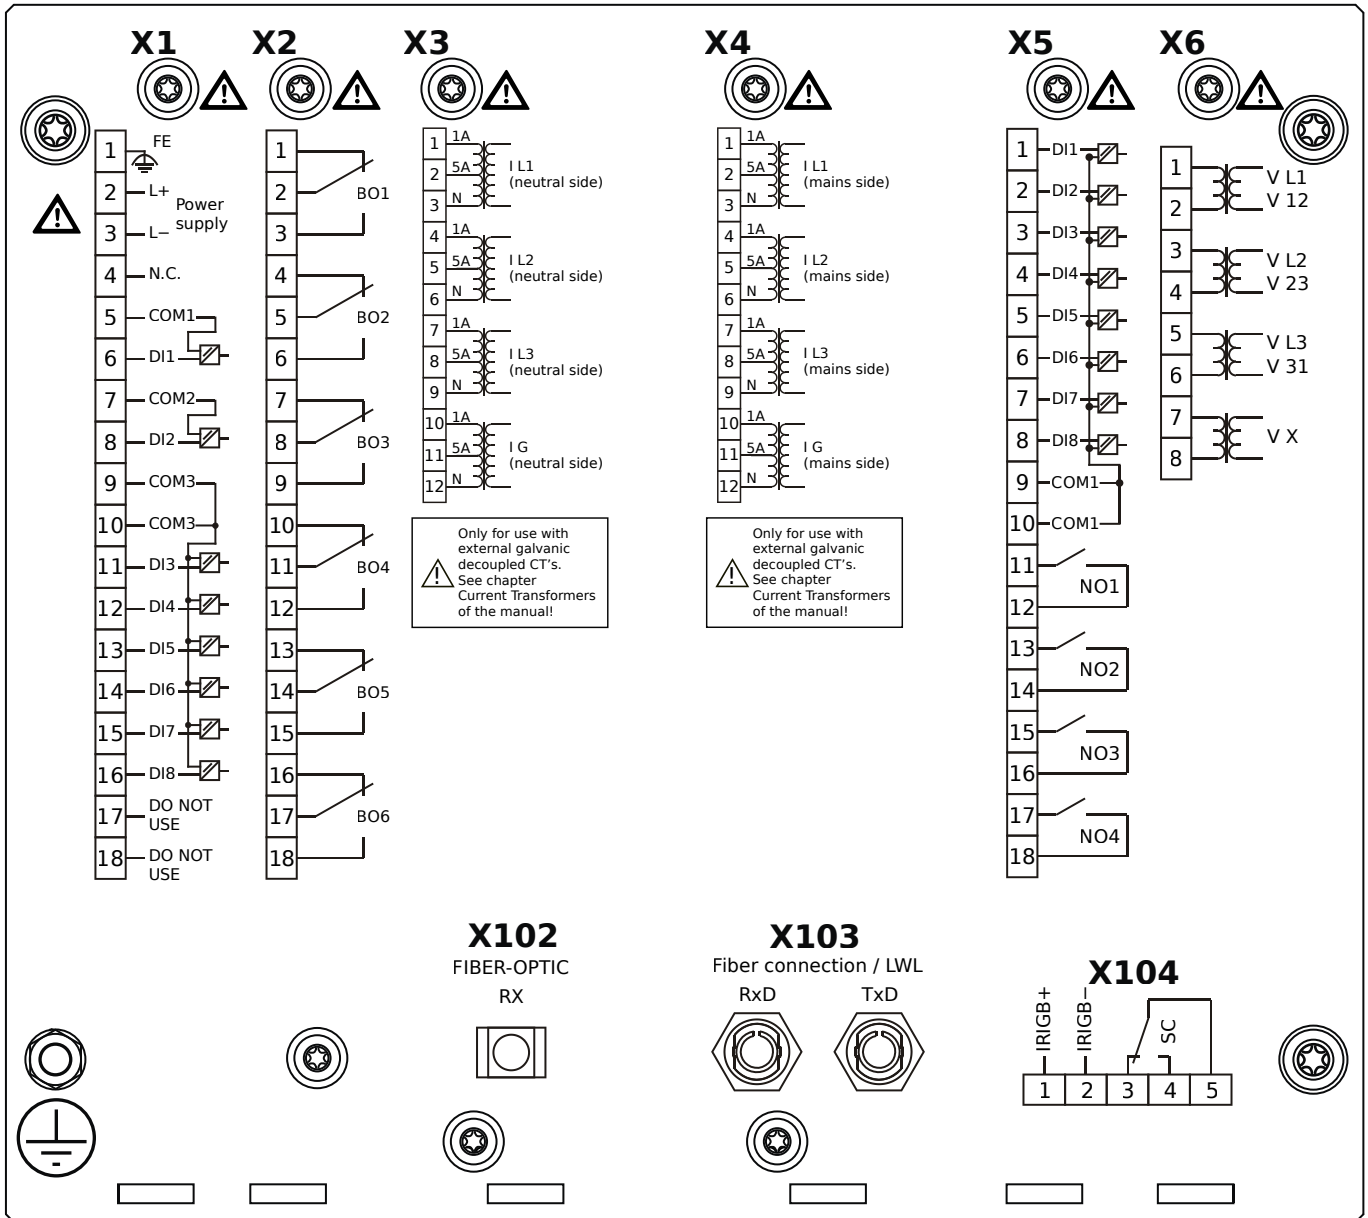 X1
1
FE
2
L+
Power
supply
3
L−
4
N.C.
5
COM1
6
DI1
7
COM2
8
DI2
9
COM3
10
COM3
11
DI3
12
DI4
13
DI5
14
DI6
15
DI7
16
DI8
17
DO NOT
USE
18
DO NOT
USE
X2
1
2
BO1
3
4
5
BO2
6
7
8
BO3
9
10
11
BO4
12
13
14
BO5
15
16
17
BO6
18
X3
1
1A
2
5A
3
N
I L1
(neutral side)
4
1A
5
5A
6
N
I L2
(neutral side)
7
1A
8
5A
9
N
I L3
(neutral side)
10
1A
11
5A
12
N
I G
(neutral side)
Only for use with
external galvanic
decoupled CT's.
See chapter
Current Transformers
of the manual!
X4
1
1A
2
5A
3
N
I L1
(mains side)
4
1A
5
5A
6
N
I L2
(mains side)
7
1A
8
5A
9
N
I L3
(mains side)
10
1A
11
5A
12
N
I G
(mains side)
Only for use with
external galvanic
decoupled CT's.
See chapter
Current Transformers
of the manual!
X5
1
DI1
2
DI2
3
DI3
4
DI4
5
DI5
6
DI6
7
DI7
8
DI8
9
COM1
10
COM1
11
NO1
12
13
NO2
14
15
NO3
16
17
NO4
18
X6
1
V L1
2
V 12
3
V L2
4
V 23
5
V L3
6
V 31
7
V X
8
X102
FIBER-OPTIC
RX
X103
Fiber connection / LWL
RxD
TxD
X104
IRIGB+
IRIGB−
SC
1 2 3 4 5